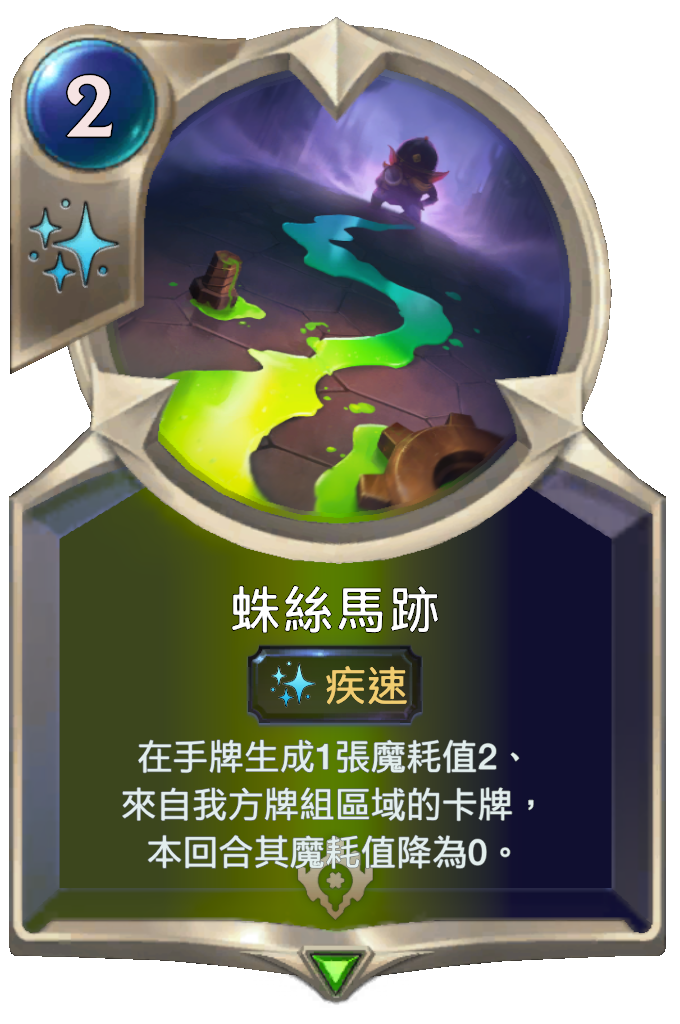 2
蛛絲馬跡
疾速
在手牌生成1張魔耗值2、
來自我方牌組區域的卡牌，
本回合其魔耗值降為0。